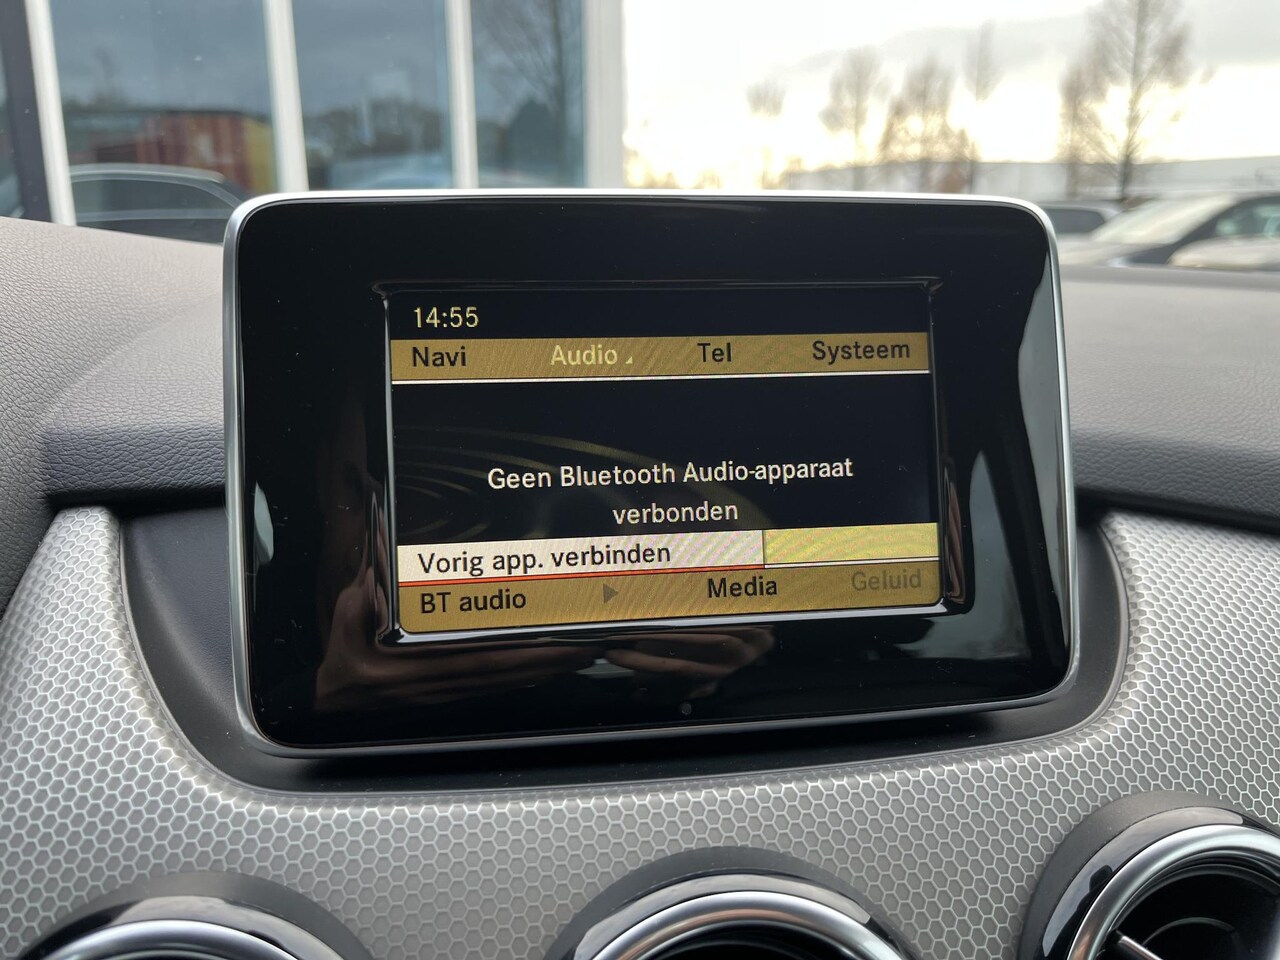 14:55
Navi Audio Tel Systeem
Geen Bluetooth Audio-apparaat
verbonden
Vorig app. verbinden
BT audio Media Geluid